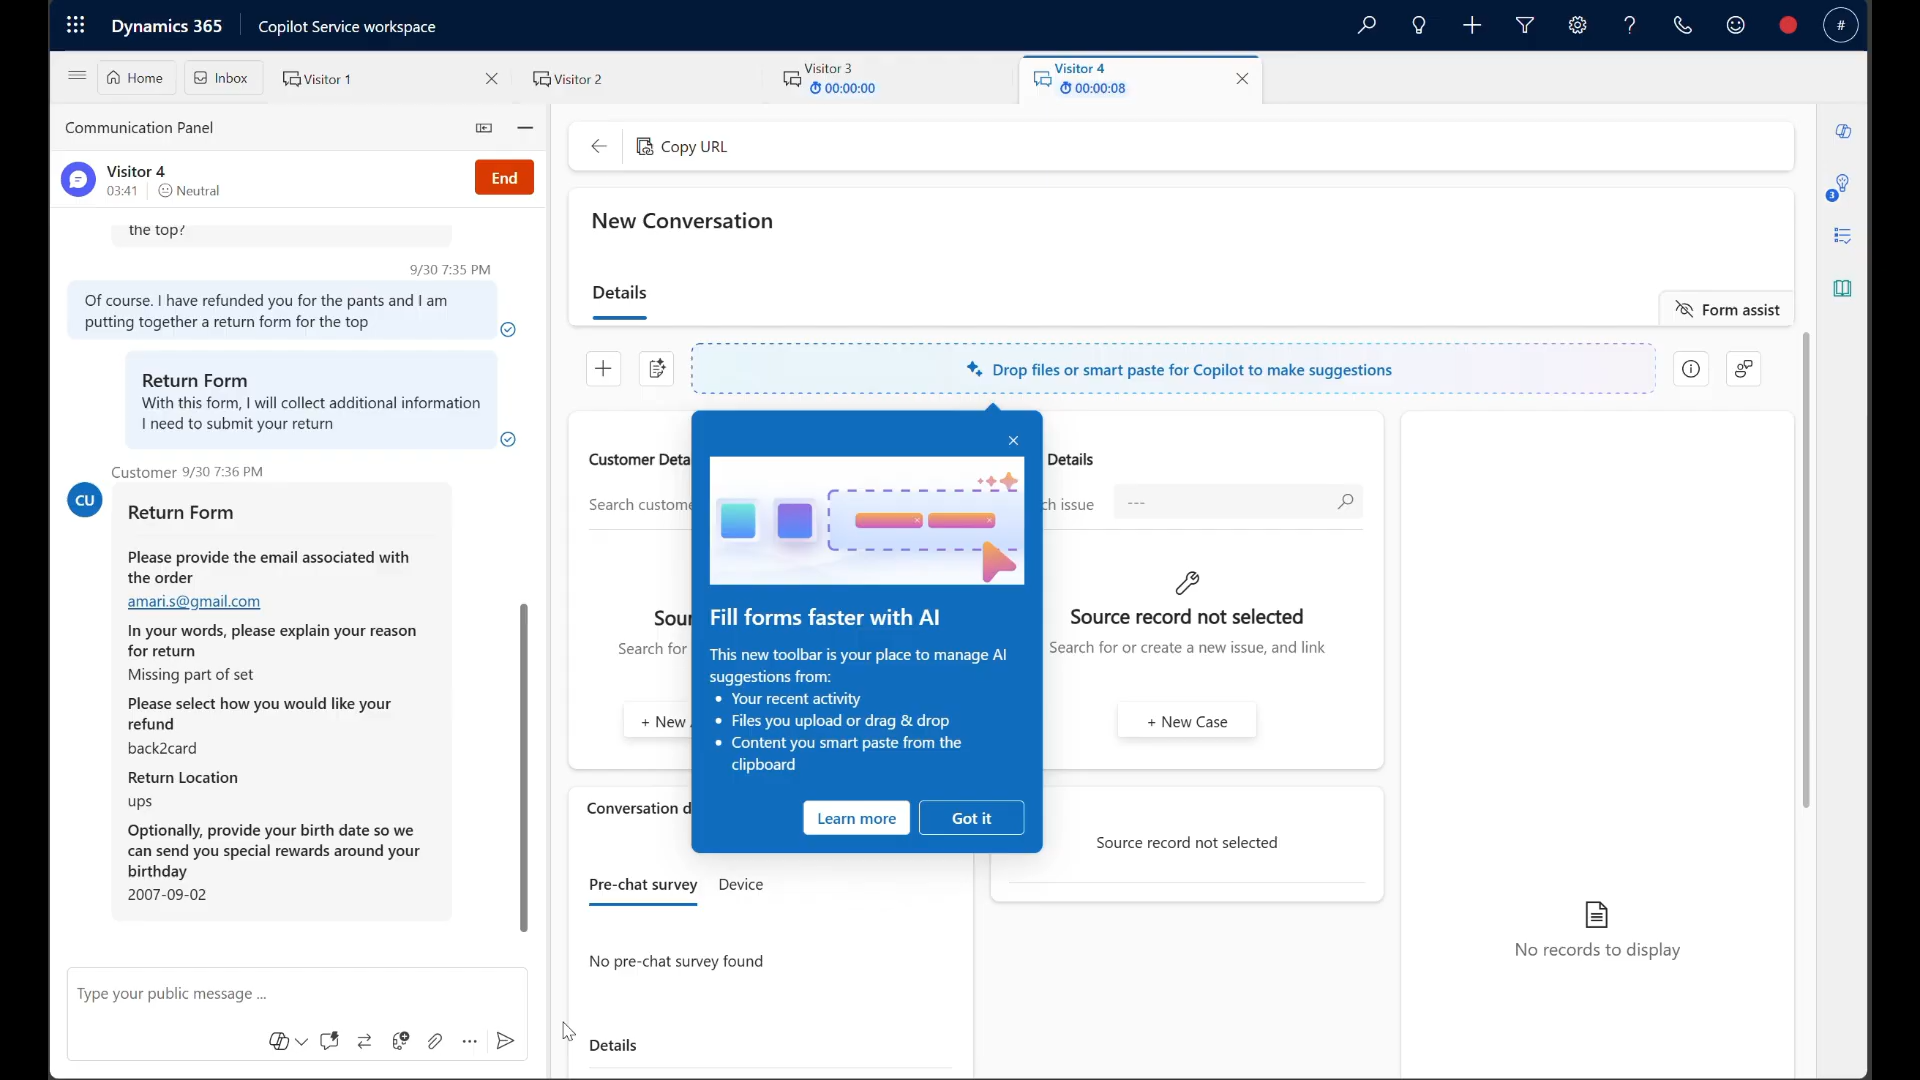 Dynamics 365
Copilot Service workspace
#
Home
Inbox
Visitor 1
Visitor 2
Visitor 3
00:00:00
Visitor 4
00:00:08
Communication Panel
Visitor 4
03:41
Neutral
End
the top?
9/30 7:35 PM
Of course. I have refunded you for the pants and I am
putting together a return form for the top
Return Form
With this form, I will collect additional information
I need to submit your return
Customer 9/30 7:36 PM
CU
Return Form
Please provide the email associated with
the order
amari.s@gmail.com
In your words, please explain your reason
for return
Missing part of set
Please select how you would like your
refund
back2card
Return Location
ups
Optionally, provide your birth date so we
can send you special rewards around your
birthday
2007-09-02
Type your public message ...
Copy URL
New Conversation
Details
Form assist
Drop files or smart paste for Copilot to make suggestions
3
Customer Deta
Search custome
Sour
Search for
+ New
Fill forms faster with AI
This new toolbar is your place to manage AI
suggestions from:
• Your recent activity
• Files you upload or drag & drop
• Content you smart paste from the
clipboard
Learn more
Got it
Details
ch issue
---
Source record not selected
Search for or create a new issue, and link
+ New Case
Conversation d
Pre-chat survey
Device
No pre-chat survey found
Details
Source record not selected
No records to display